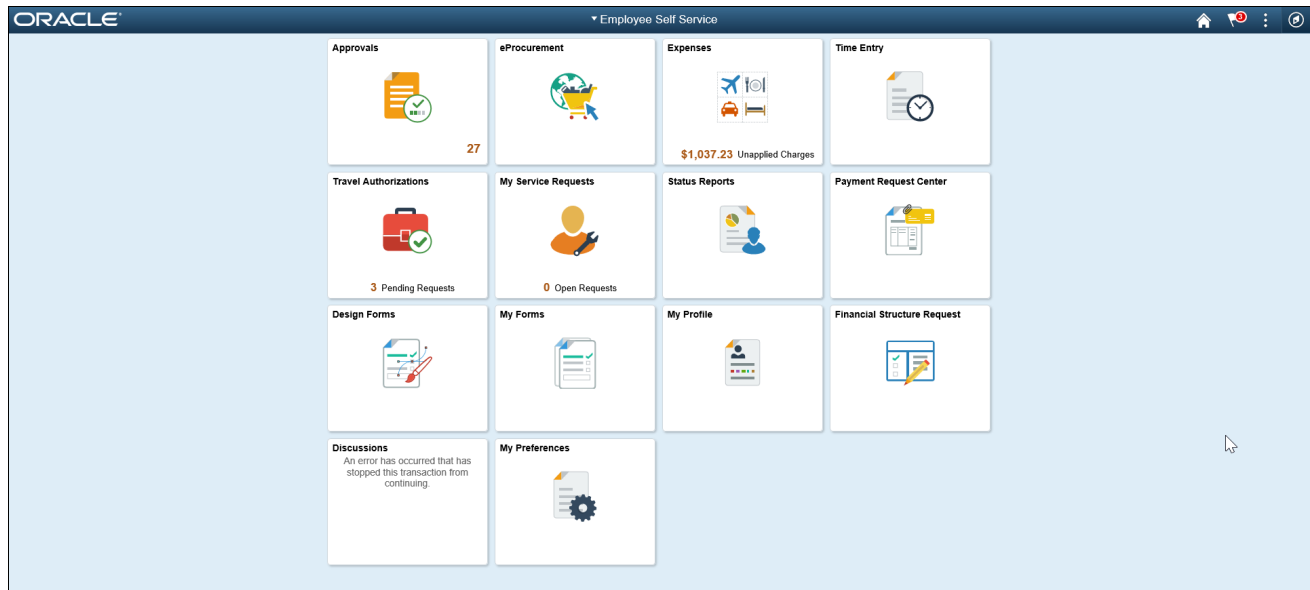 ORACLE
Employee Self Service
3
Approvals
27
eProcurement
Expenses
$1,037.23 Unapplied Charges
Time Entry
Travel Authorizations
3 Pending Requests
My Service Requests
0 Open Requests
Status Reports
Payment Request Center
Design Forms
My Forms
My Profile
Financial Structure Request
Discussions
An error has occurred that has
stopped this transaction from
continuing.
My Preferences